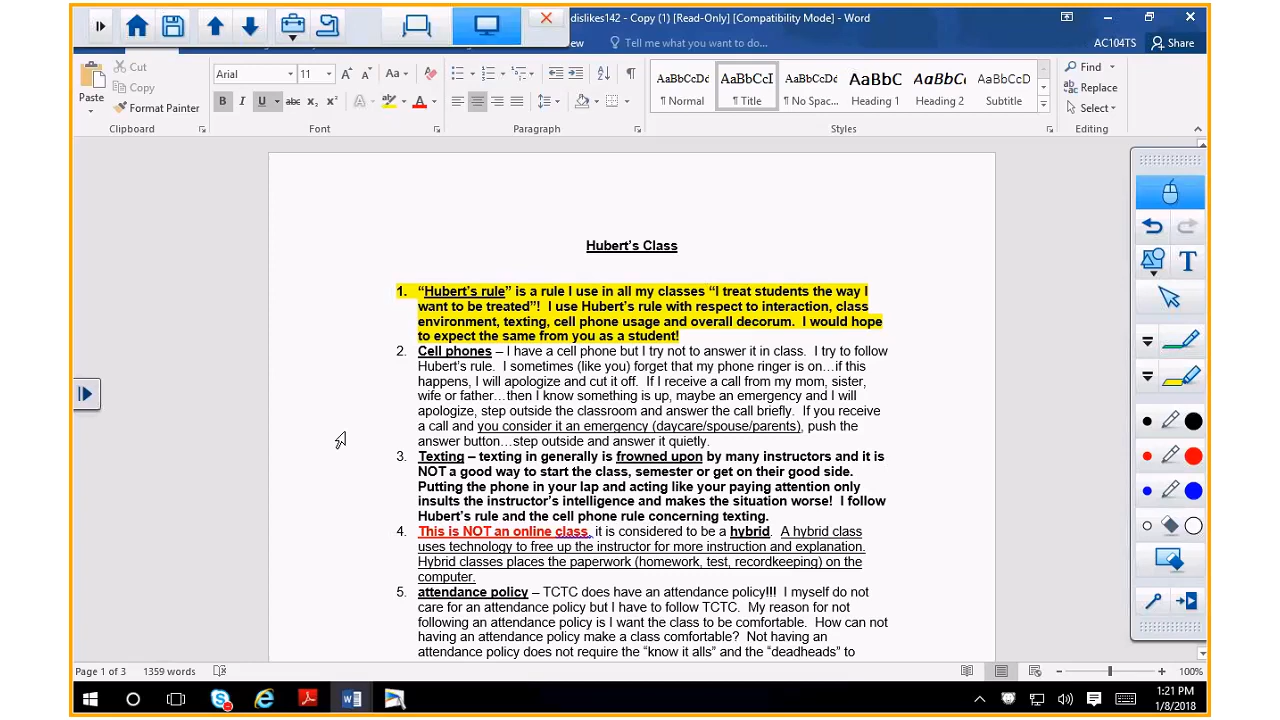 dislikes142 - Copy (1) [Read-Only] [Compatibility Mode] - Word
ew Tell me what you want to do... AC104TS Share
Cut
Copy
Format Painter
Paste
Arial 11
B I U abc x₂ x² A ab A
AaBbCcDc AaBbCcI AaBbCcDc AaBbC AaBbC AaBbCcD
¶ Normal ¶ Title ¶ No Spac... Heading 1 Heading 2 Subtitle
Find
Replace
Select
Clipboard Font Paragraph Styles Editing
Hubert's Class
1. “Hubert's rule” is a rule I use in all my classes “I treat students the way I
want to be treated”! I use Hubert's rule with respect to interaction, class
environment, texting, cell phone usage and overall decorum. I would hope
to expect the same from you as a student!
2. Cell phones – I have a cell phone but I try not to answer it in class. I try to follow
Hubert's rule. I sometimes (like you) forget that my phone ringer is on…if this
happens, I will apologize and cut it off. If I receive a call from my mom, sister,
wife or father…then I know something is up, maybe an emergency and I will
apologize, step outside the classroom and answer the call briefly. If you receive
a call and you consider it an emergency (daycare/spouse/parents), push the
answer button…step outside and answer it quietly.
3. Texting – texting in generally is frowned upon by many instructors and it is
NOT a good way to start the class, semester or get on their good side.
Putting the phone in your lap and acting like your paying attention only
insults the instructor's intelligence and makes the situation worse! I follow
Hubert's rule and the cell phone rule concerning texting.
4. This is NOT an online class, it is considered to be a hybrid. A hybrid class
uses technology to free up the instructor for more instruction and explanation.
Hybrid classes places the paperwork (homework, test, recordkeeping) on the
computer.
5. attendance policy – TCTC does have an attendance policy!!! I myself do not
care for an attendance policy but I have to follow TCTC. My reason for not
following an attendance policy is I want the class to be comfortable. How can not
having an attendance policy make a class comfortable? Not having an
attendance policy does not require the “know it alls” and the “deadheads” to
T
Page 1 of 3 1359 words 100%
1:21 PM
1/8/2018